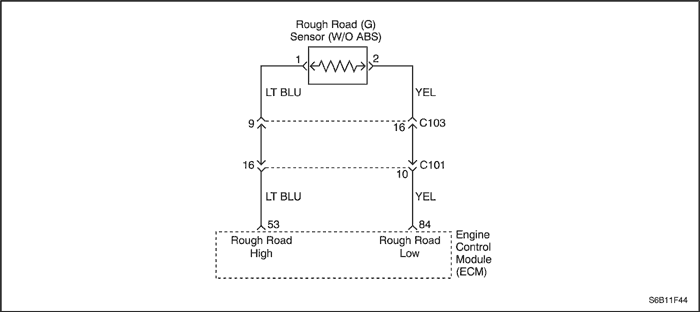 Rough Road (G)
Sensor (W/O ABS)
1 2
LT BLU YEL
9 16 C103
16 10 C101
LT BLU YEL
53 84
Rough Road
High
Rough Road
Low
Engine
Control
Module
(ECM)
S6B11F44